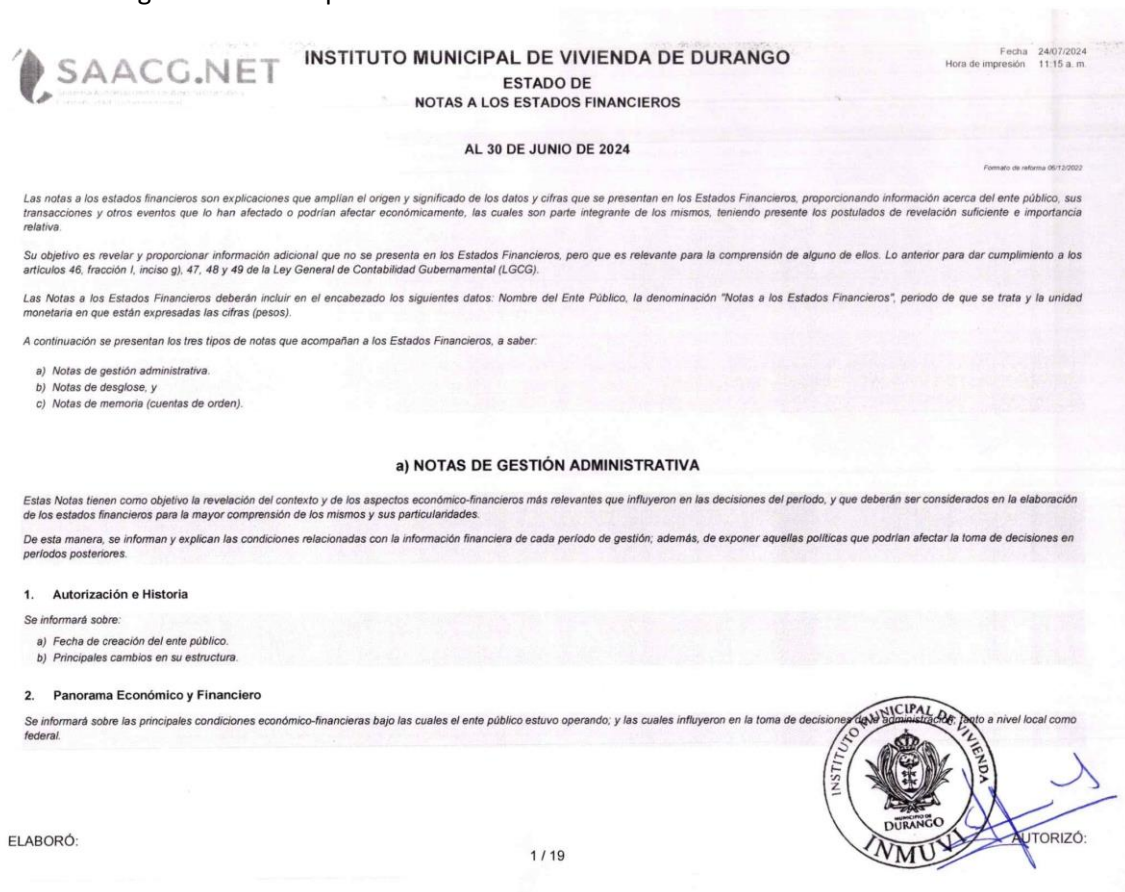 SAACG.NET
INSTITUTO MUNICIPAL DE VIVIENDA DE DURANGO
Fecha 24/07/2024
Hora de impresión 11:15 a. m.
ESTADO DE
NOTAS A LOS ESTADOS FINANCIEROS
AL 30 DE JUNIO DE 2024
Formato de reforma 06/12/2022
Las notas a los estados financieros son explicaciones que amplían el origen y significado de los datos y cifras que se presentan en los Estados Financieros, proporcionando información acerca del ente público, sus
transacciones y otros eventos que lo han afectado o podrían afectar económicamente, las cuales son parte integrante de los mismos, teniendo presente los postulados de revelación suficiente e importancia
relativa.
Su objetivo es revelar y proporcionar información adicional que no se presenta en los Estados Financieros, pero que es relevante para la comprensión de alguno de ellos. Lo anterior para dar cumplimiento a los
artículos 46, fracción I, inciso g), 47, 48 y 49 de la Ley General de Contabilidad Gubernamental (LGCG).
Las Notas a los Estados Financieros deberán incluir en el encabezado los siguientes datos: Nombre del Ente Público, la denominación "Notas a los Estados Financieros", periodo de que se trata y la unidad
monetaria en que están expresadas las cifras (pesos).
A continuación se presentan los tres tipos de notas que acompañan a los Estados Financieros, a saber:
a) Notas de gestión administrativa.
b) Notas de desglose, y
c) Notas de memoria (cuentas de orden).
a) NOTAS DE GESTIÓN ADMINISTRATIVA
Estas Notas tienen como objetivo la revelación del contexto y de los aspectos económico-financieros más relevantes que influyeron en las decisiones del período, y que deberán ser considerados en la elaboración
de los estados financieros para la mayor comprensión de los mismos y sus particularidades.
De esta manera, se informan y explican las condiciones relacionadas con la información financiera de cada período de gestión; además, de exponer aquellas políticas que podrían afectar la toma de decisiones en
períodos posteriores.
1. Autorización e Historia
Se informará sobre:
a) Fecha de creación del ente público.
b) Principales cambios en su estructura.
2. Panorama Económico y Financiero
Se informará sobre las principales condiciones económico-financieras bajo las cuales el ente público estuvo operando; y las cuales influyeron en la toma de decisiones de la administración; tanto a nivel local como
federal.
INSTITUTO MUNICIPAL DE VIVIENDA
MUNICIPIO DE
DURANGO
INMUVI
ELABORÓ:
AUTORIZÓ:
1 / 19